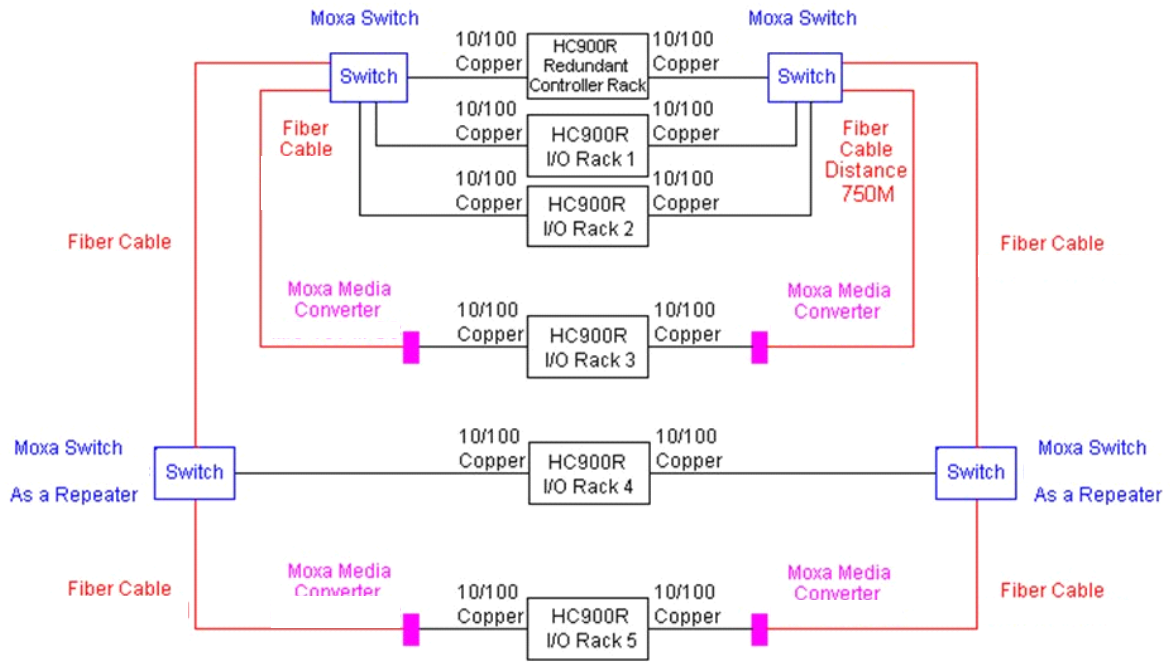 Moxa Switch
Moxa Switch
10/100
Copper
HC900R
Redundant
Controller Rack
10/100
Copper
Switch
Switch
Fiber
Cable
10/100
Copper
HC900R
I/O Rack 1
10/100
Copper
Fiber
Cable
Distance
750M
10/100
Copper
HC900R
I/O Rack 2
10/100
Copper
Fiber Cable
Fiber Cable
Moxa Media
Converter
10/100
Copper
HC900R
I/O Rack 3
10/100
Copper
Moxa Media
Converter
Moxa Switch
As a Repeater
Switch
10/100
Copper
HC900R
I/O Rack 4
10/100
Copper
Switch
Moxa Switch
As a Repeater
Fiber Cable
Moxa Media
Converter
10/100
Copper
HC900R
I/O Rack 5
10/100
Copper
Moxa Media
Converter
Fiber Cable